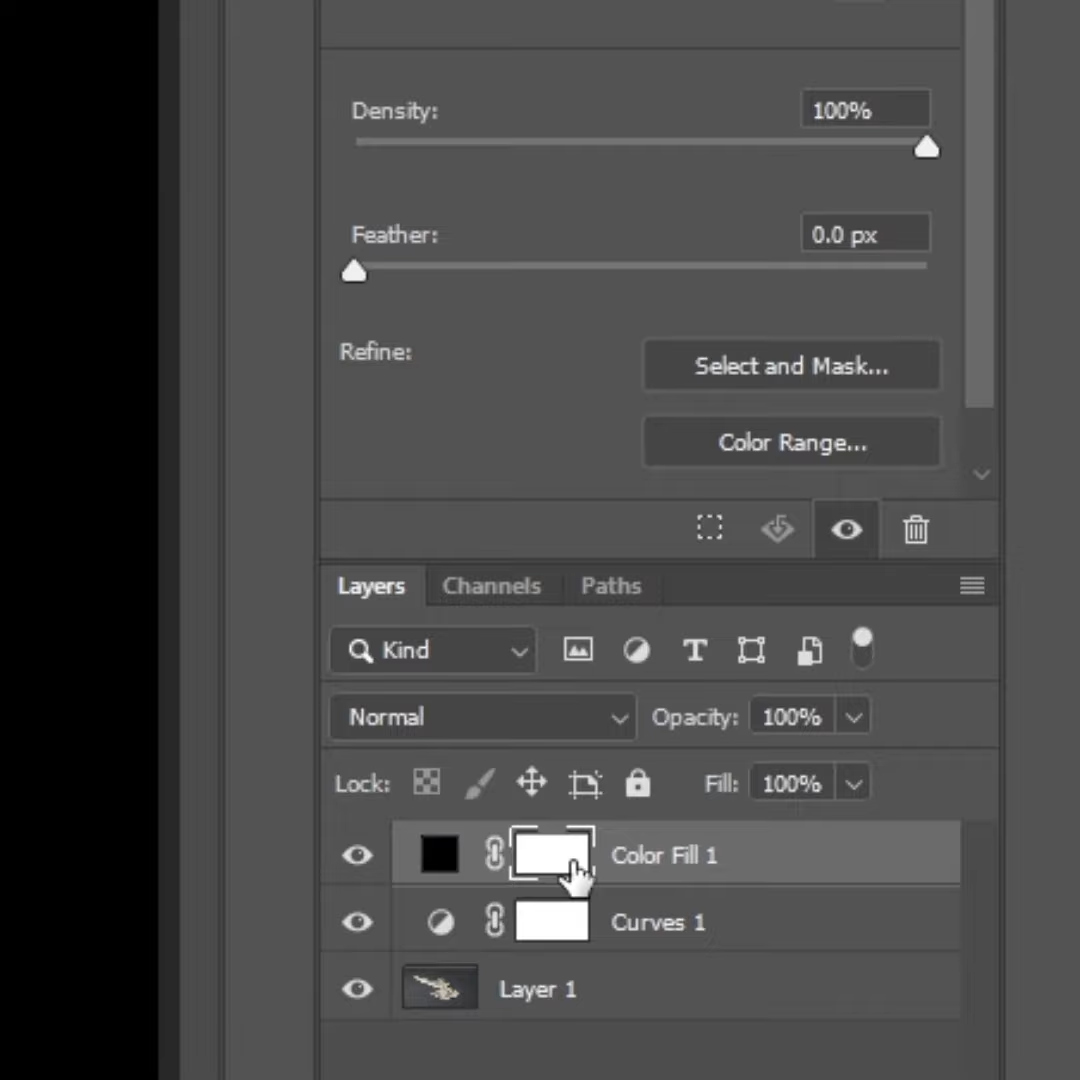 Density: 100%
Feather: 0.0 px
Refine: Select and Mask...
Color Range...
Layers Channels Paths
Kind
Normal Opacity: 100%
Lock: Fill: 100%
Color Fill 1
Curves 1
Layer 1